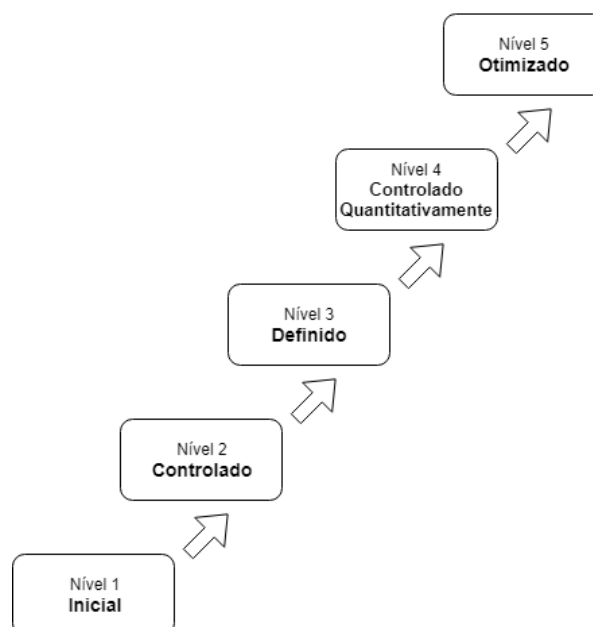 Nível 5
Otimizado
Nível 4
Controlado
Quantitativamente
Nível 3
Definido
Nível 2
Controlado
Nível 1
Inicial